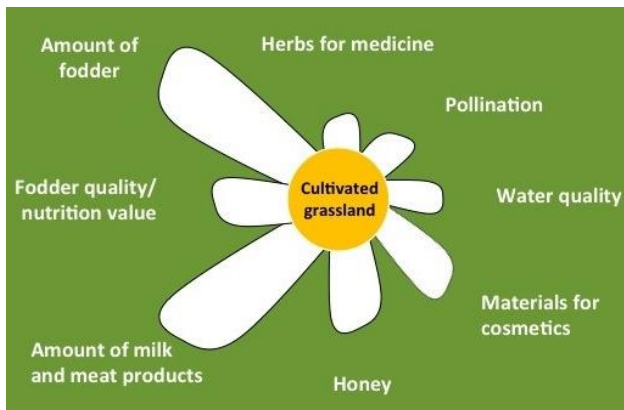 Amount of
fodder
Herbs for medicine
Pollination
Fodder quality/
nutrition value
Cultivated
grassland
Water quality
Materials for
cosmetics
Amount of milk
and meat products
Honey